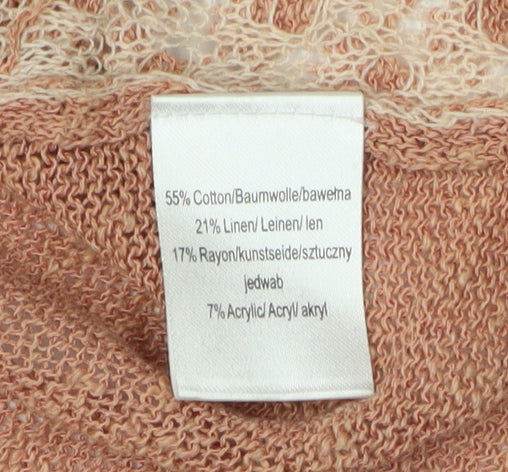 55% Cotton/Baumwolle/bawełna
21% Linen/ Leinen/ len
17% Rayon/kunstseide/sztuczny
jedwab
7% Acrylic/ Acryl/ akryl